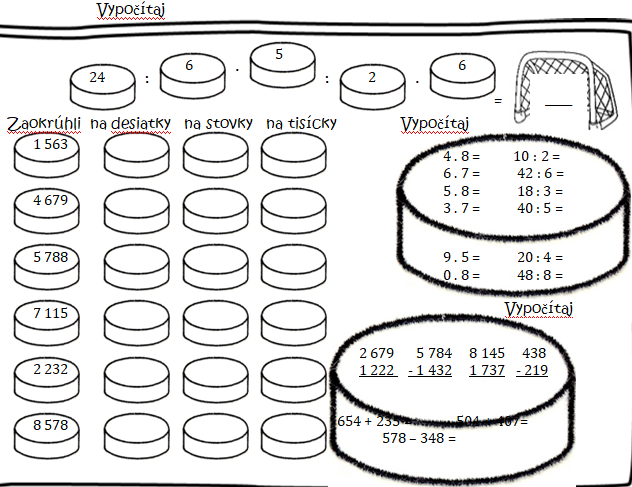 Vypočítaj
24 : 6 . 5 : 2 . 6 = ___
Zaokrúhli na desiatky na stovky na tisícky
1 563
4 679
5 788
7 115
2 232
8 578
Vypočítaj
4 . 8 = 10 : 2 =
6 . 7 = 42 : 6 =
5 . 8 = 18 : 3 =
3 . 7 = 40 : 5 =
9 . 5 = 20 : 4 =
0 . 8 = 48 : 8 =
Vypočítaj
2 679 5 784 8 145 438
1 222 - 1 432 1 737 - 219
654 + 235 = 504 + 407=
578 – 348 =